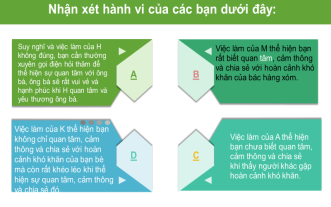 Nhận xét hành vi của các bạn dưới đây:
Suy nghĩ và việc làm của H
không đúng, bạn cần thường
xuyên gọi điện hỏi thăm để
thể hiện sự quan tâm với ông
bà, ông bà sẽ rất vui vẻ và
hạnh phúc khi H quan tâm và
yêu thương ông bà.
A
B
Việc làm của M thể hiện bạn
rất biết quan tâm, cảm thông
và chia sẻ với hoàn cảnh khó
khăn của bác hàng xóm.
Việc làm của K thể hiện bạn
không chỉ quan tâm, cảm
thông và chia sẻ với hoàn
cảnh khó khăn của bạn bè
mà còn rất khéo léo khi thể
hiện sự quan tâm, cảm thông
và chia sẻ đó.
D
C
Việc làm của A thể hiện
bạn chưa biết quan tâm,
cảm thông và chia sẻ
khi thấy người khác gặp
hoàn cảnh khó khăn.